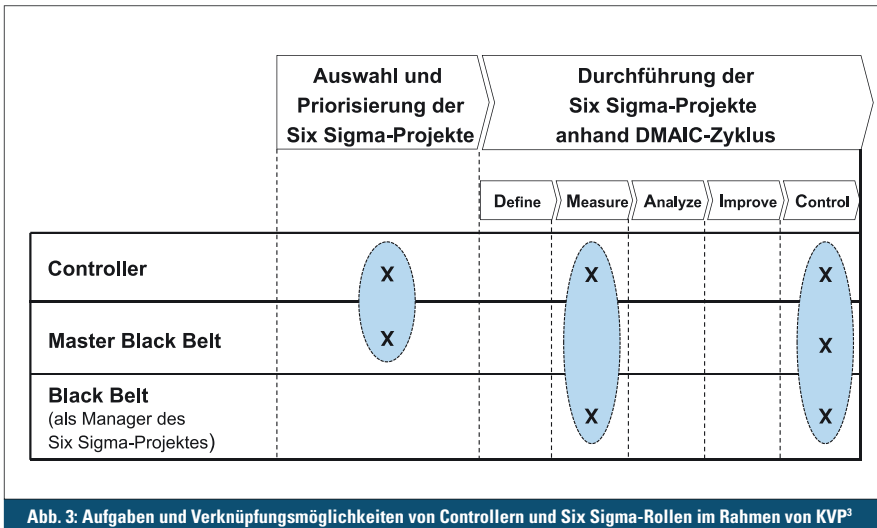 Auswahl und
Priorisierung der
Six Sigma-Projekte
Durchführung der
Six Sigma-Projekte
anhand DMAIC-Zyklus
Define
Measure
Analyze
Improve
Control
Controller
X
X
X
Master Black Belt
X
X
Black Belt
(als Manager des
Six Sigma-Projektes)
X
X
Abb. 3: Aufgaben und Verknüpfungsmöglichkeiten von Controllern und Six Sigma-Rollen im Rahmen von KVP³